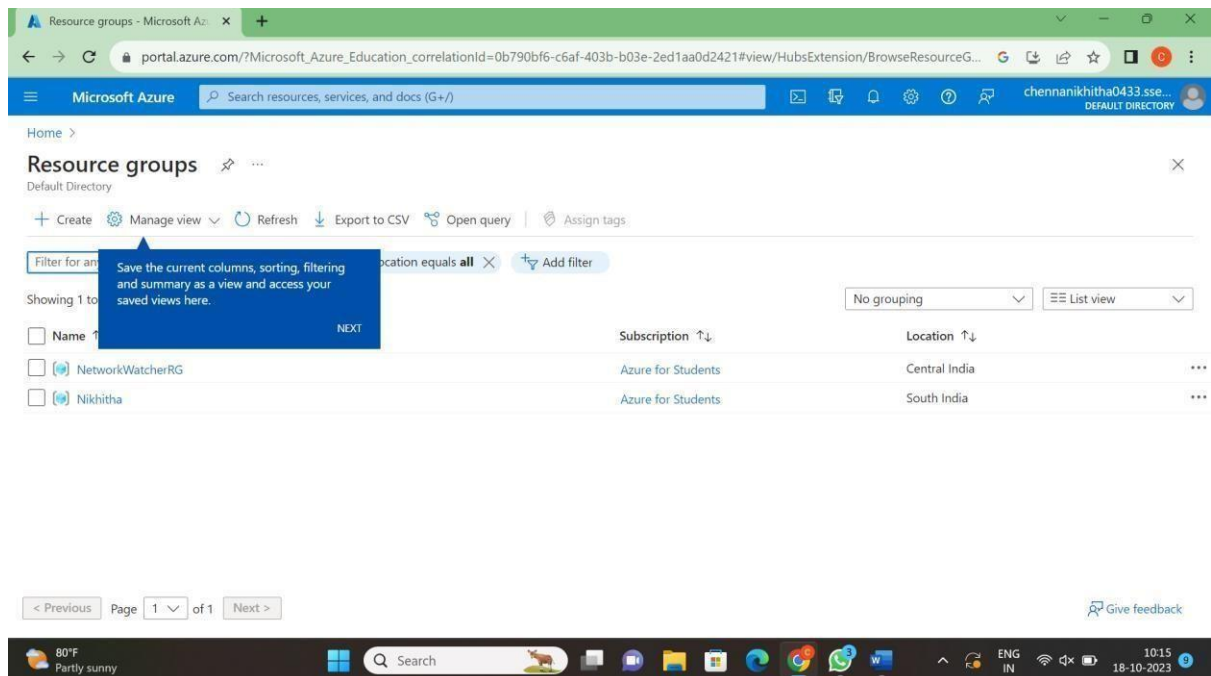 Resource groups - Microsoft Az
portal.azure.com/?Microsoft_Azure_Education_correlationId=0b790bf6-c6af-403b-b03e-2ed1aa0d2421#view/HubsExtension/BrowseResourceG... G C
Microsoft Azure Search resources, services, and docs (G+/) chennanikhitha0433.sse...
DEFAULT DIRECTORY
Home >
Resource groups ...
Default Directory
+ Create Manage view Refresh Export to CSV Open query Assign tags
Filter for an ocation equals all Add filter
Save the current columns, sorting, filtering
and summary as a view and access your
saved views here.
NEXT
Showing 1 to No grouping List view
Name Subscription Location
NetworkWatcherRG Azure for Students Central India ...
Nikhitha Azure for Students South India ...
< Previous Page 1 of 1 Next > Give feedback
80°F
Partly sunny
Search
3
ENG
IN
10:15
18-10-2023
9